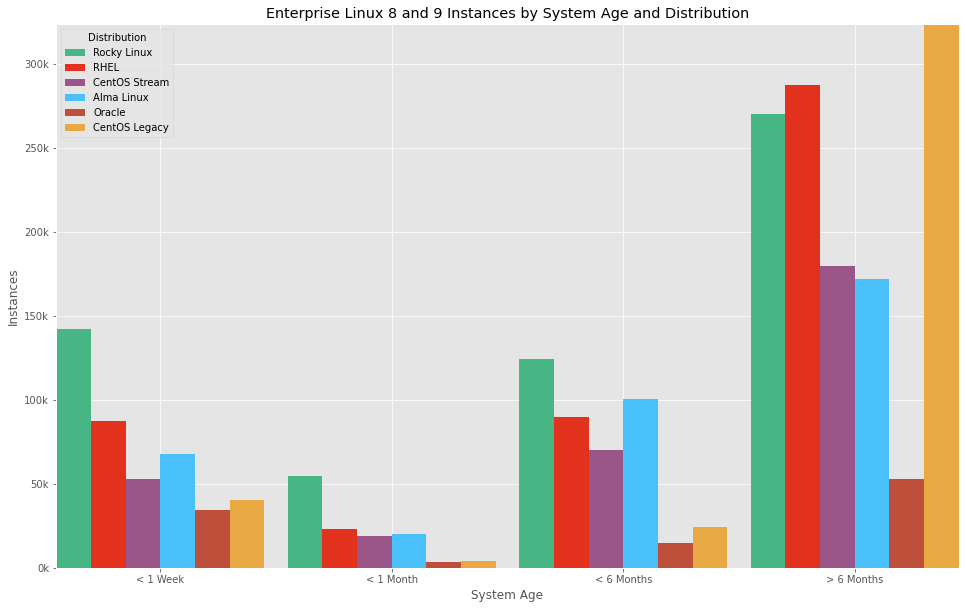 Enterprise Linux 8 and 9 Instances by System Age and Distribution
Distribution
Rocky Linux
RHEL
CentOS Stream
Alma Linux
Oracle
CentOS Legacy
300k
250k
200k
150k
100k
50k
0k
Instances
< 1 Week
< 1 Month
< 6 Months
> 6 Months
System Age